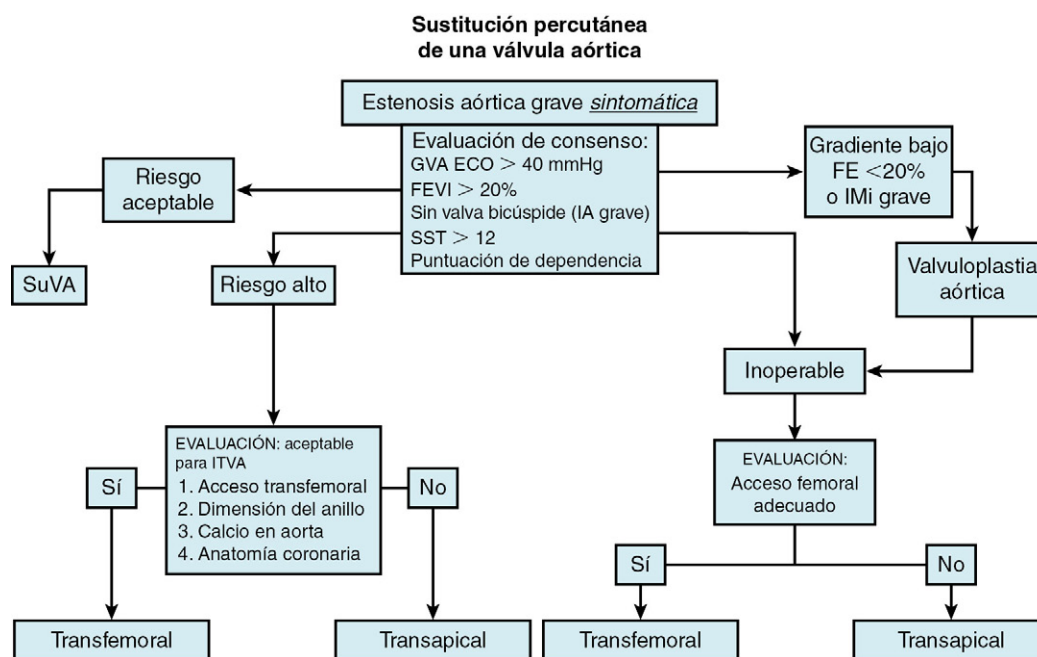 Sustitución percutánea
de una válvula aórtica
Estenosis aórtica grave sintomática
Evaluación de consenso:
GVA ECO > 40 mmHg
FEVI > 20%
Sin valva bicúspide (IA grave)
SST > 12
Puntuación de dependencia
Gradiente bajo
FE <20%
o IMi grave
Riesgo
aceptable
SuVA
Riesgo alto
Valvuloplastia
aórtica
Inoperable
EVALUACIÓN: aceptable
para ITVA
1. Acceso transfemoral
2. Dimensión del anillo
3. Calcio en aorta
4. Anatomía coronaria
Sí
No
EVALUACIÓN:
Acceso femoral
adecuado
Sí
No
Transfemoral
Transapical
Transfemoral
Transapical